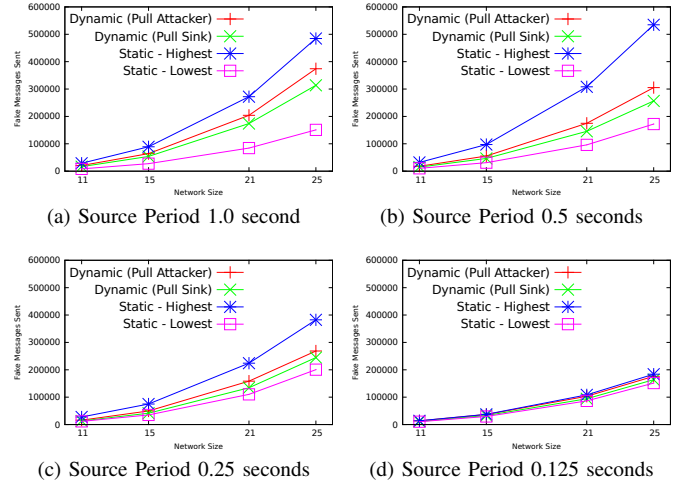 600000
500000
400000
300000
200000
100000
0
Fake Messages Sent
Dynamic (Pull Attacker)
Dynamic (Pull Sink)
Static - Highest
Static - Lowest
11 15 21 25
Network Size
(a) Source Period 1.0 second
600000
500000
400000
300000
200000
100000
0
Fake Messages Sent
Dynamic (Pull Attacker)
Dynamic (Pull Sink)
Static - Highest
Static - Lowest
11 15 21 25
Network Size
(b) Source Period 0.5 seconds
600000
500000
400000
300000
200000
100000
0
Fake Messages Sent
Dynamic (Pull Attacker)
Dynamic (Pull Sink)
Static - Highest
Static - Lowest
11 15 21 25
Network Size
(c) Source Period 0.25 seconds
600000
500000
400000
300000
200000
100000
0
Fake Messages Sent
Dynamic (Pull Attacker)
Dynamic (Pull Sink)
Static - Highest
Static - Lowest
11 15 21 25
Network Size
(d) Source Period 0.125 seconds